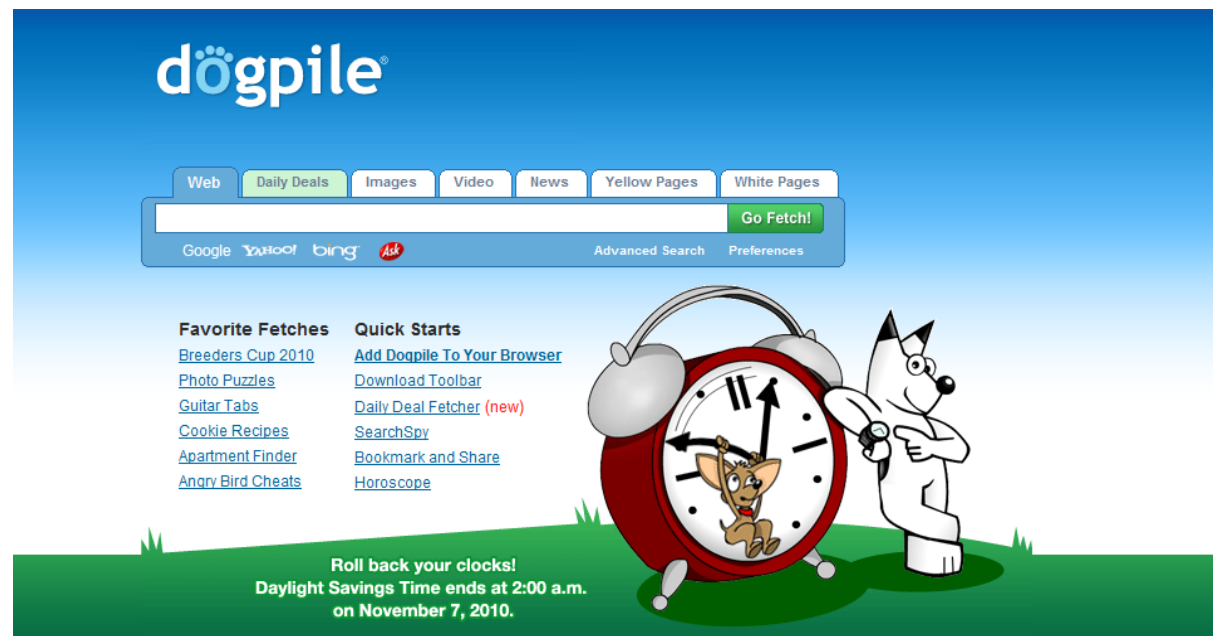 dogpile®
Web Daily Deals Images Video News Yellow Pages White Pages
Go Fetch!
Google YAHOO! bing Ask Advanced Search Preferences
Favorite Fetches
Breeders Cup 2010
Photo Puzzles
Guitar Tabs
Cookie Recipes
Apartment Finder
Angry Bird Cheats
Quick Starts
Add Dogpile To Your Browser
Download Toolbar
Daily Deal Fetcher (new)
SearchSpy
Bookmark and Share
Horoscope
Roll back your clocks!
Daylight Savings Time ends at 2:00 a.m.
on November 7, 2010.